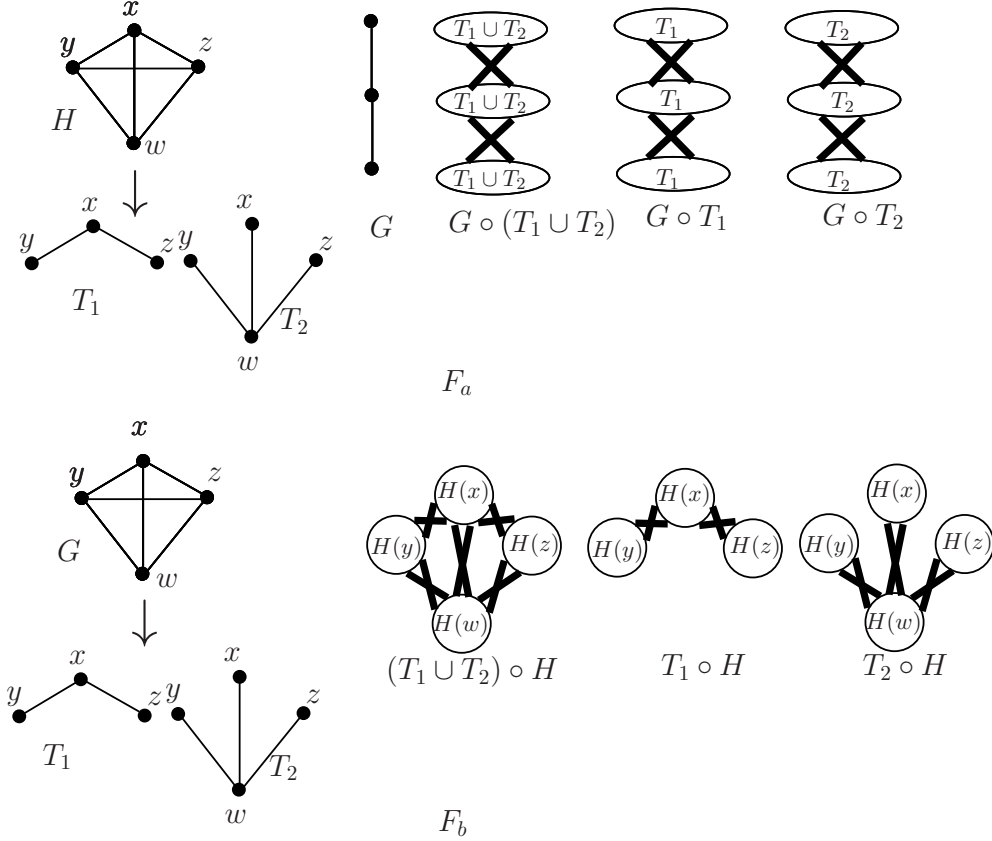 x
y z
H
w
x
y z
T₁
x
y z
T₂
w
G
T₁ ∪ T₂
T₁ ∪ T₂
T₁ ∪ T₂
G ∘ (T₁ ∪ T₂)
T₁
T₁
T₁
G ∘ T₁
T₂
T₂
T₂
G ∘ T₂
F_a
x
y z
G
w
x
y z
T₁
x
y z
T₂
w
H(x)
H(y) H(z)
H(w)
(T₁ ∪ T₂) ∘ H
H(x)
H(y) H(z)
T₁ ∘ H
H(x)
H(y) H(z)
H(w)
T₂ ∘ H
F_b